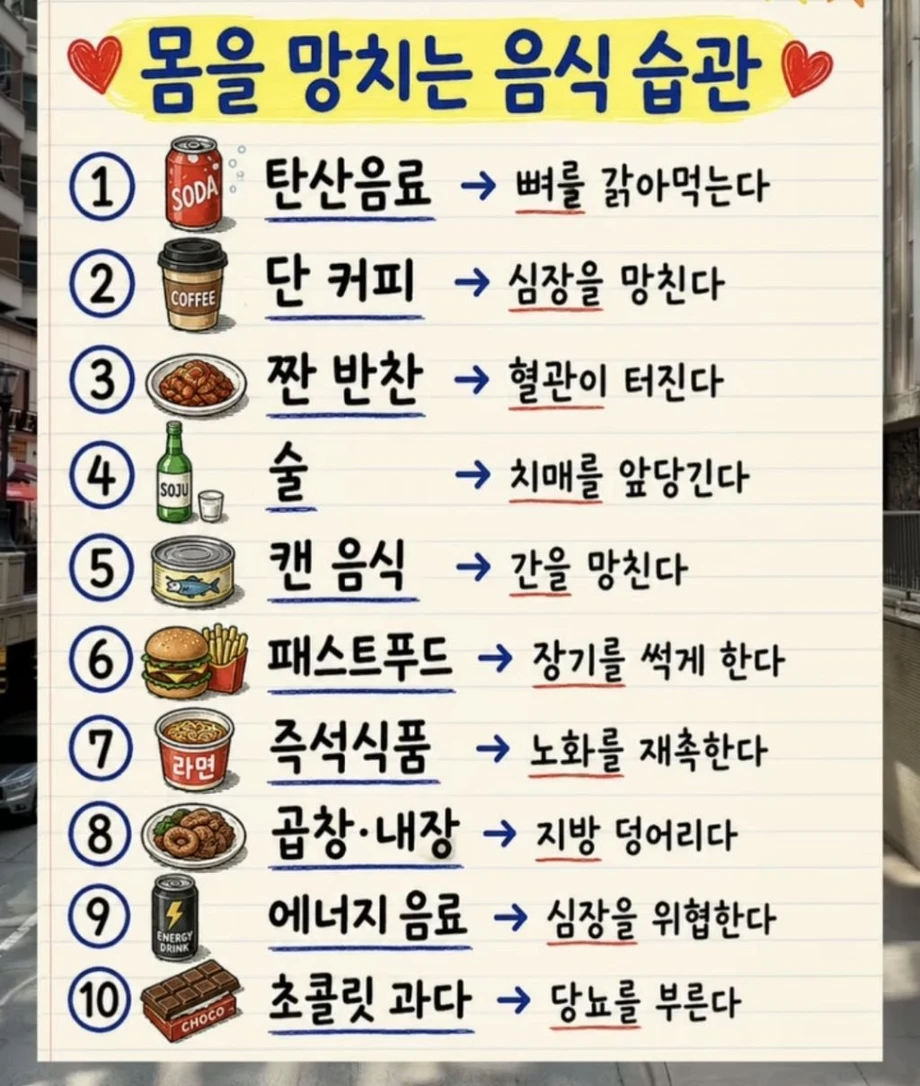 몸을 망치는 음식 습관
① SODA 탄산음료 → 뼈를 갉아먹는다
② COFFEE 단 커피 → 심장을 망친다
③ 짠 반찬 → 혈관이 터진다
④ SOJU 술 → 치매를 앞당긴다
⑤ 캔 음식 → 간을 망친다
⑥ 패스트푸드 → 장기를 썩게 한다
⑦ 라면 즉석식품 → 노화를 재촉한다
⑧ 곱창·내장 → 지방 덩어리다
⑨ ENERGY DRINK 에너지 음료 → 심장을 위협한다
⑩ CHOCO 초콜릿 과다 → 당뇨를 부른다